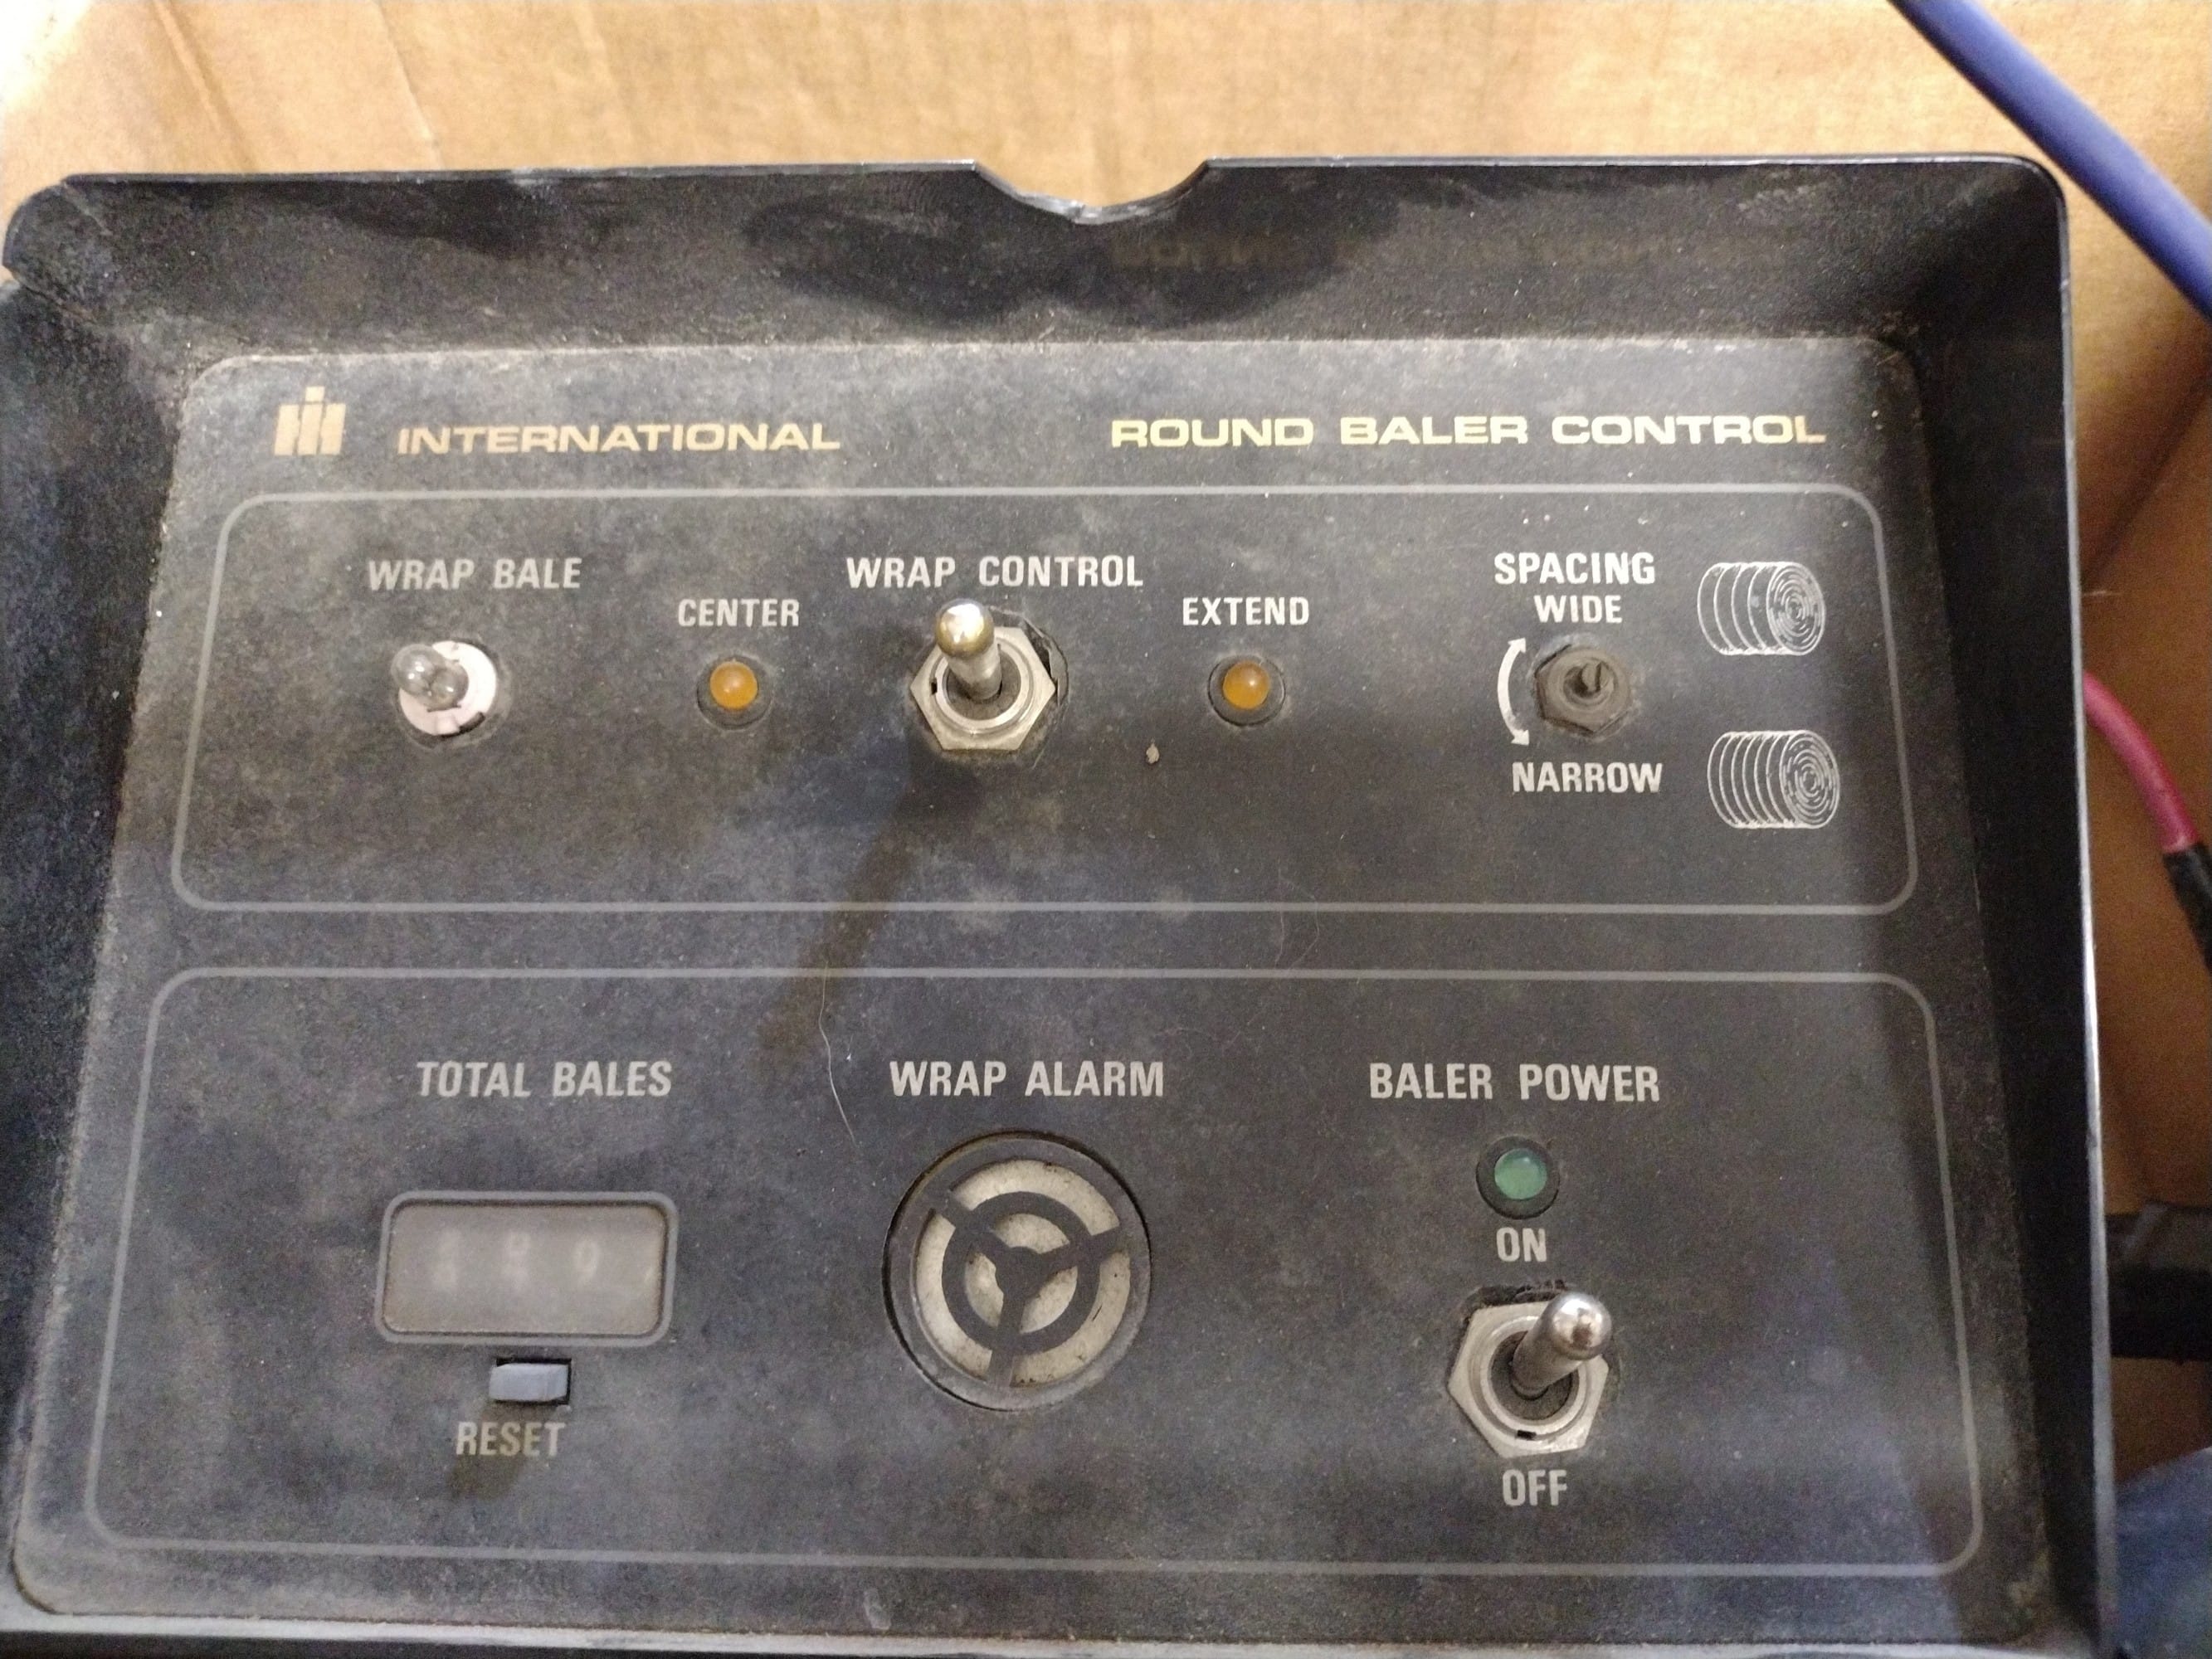 INTERNATIONAL ROUND BALER CONTROL
WRAP BALE
CENTER
WRAP CONTROL
EXTEND
SPACING
WIDE
NARROW
TOTAL BALES
WRAP ALARM
BALER POWER
ON
RESET
OFF